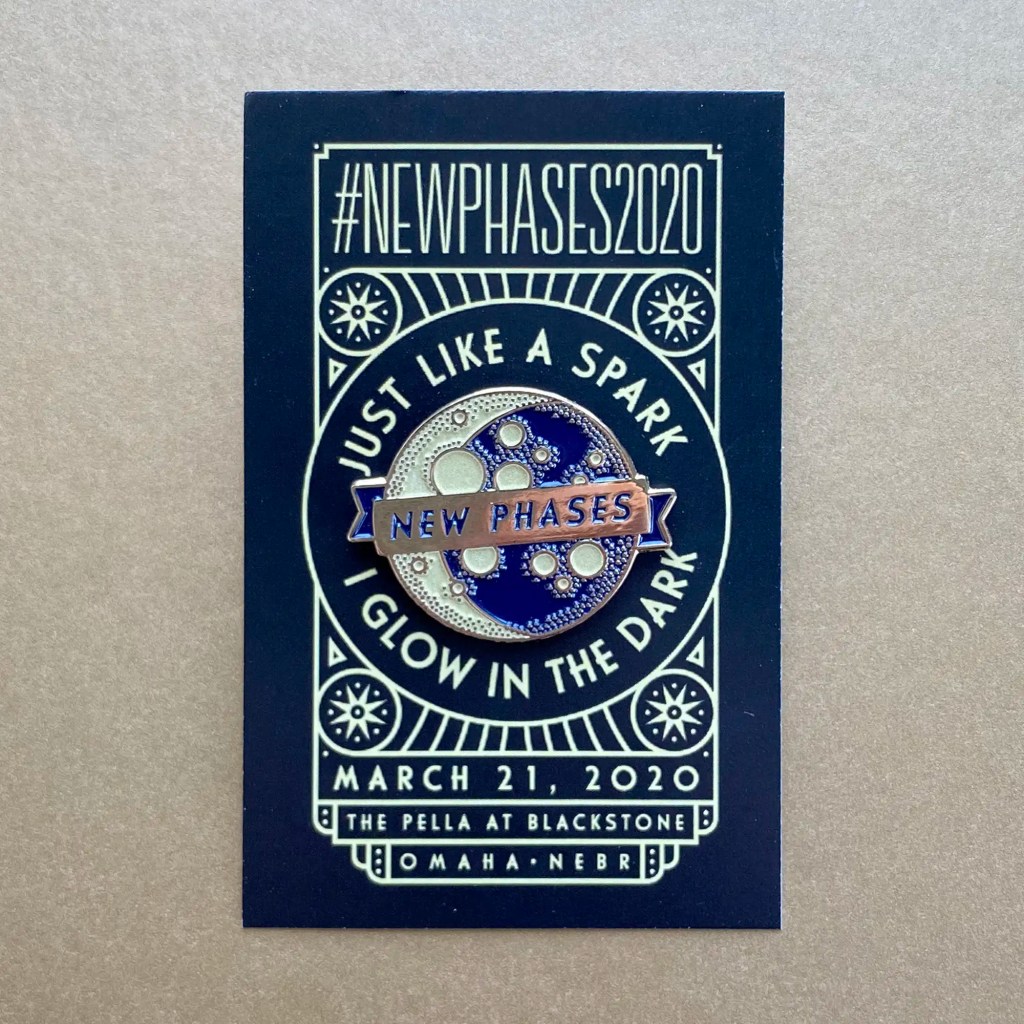 #NEWPHASES2020
JUST LIKE A SPARK
NEW PHASES
I GLOW IN THE DARK
MARCH 21, 2020
THE PELLA AT BLACKSTONE
OMAHA • NEBR